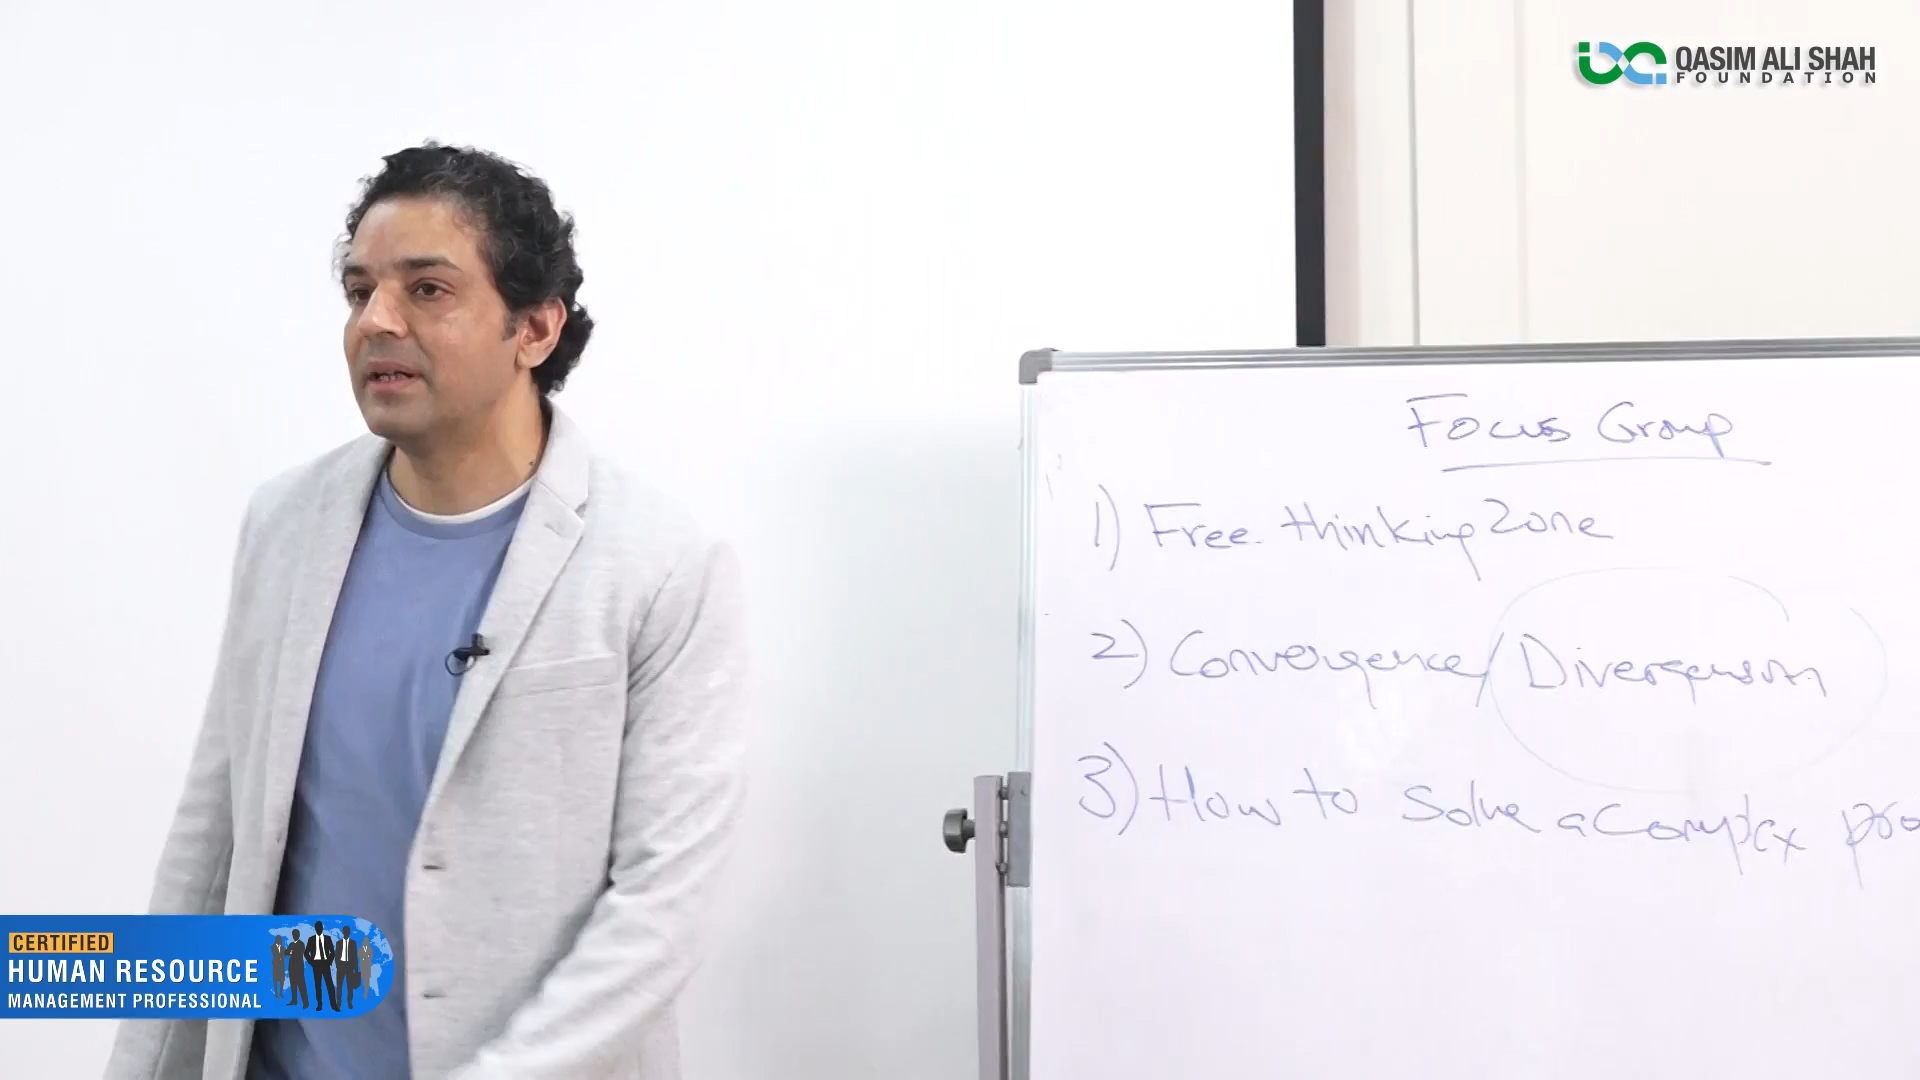 QASIM ALI SHAH
FOUNDATION
Focus Group
1) Free thinking Zone
2) Convergence/
3) How to Solve a Complex
CERTIFIED
HUMAN RESOURCE
MANAGEMENT PROFESSIONAL